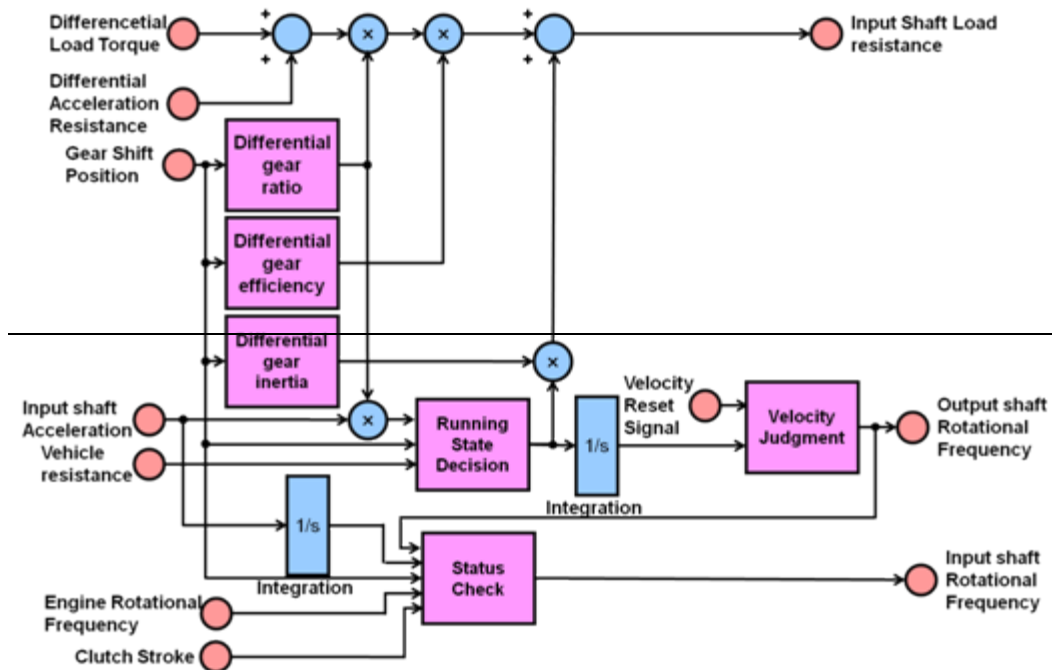 Differencetial
Load Torque
+
+
×
×
+
+
Input Shaft Load
resistance
Differential
Acceleration
Resistance
Gear Shift
Position
Differential
gear
ratio
Differential
gear
efficiency
Differential
gear
inertia
×
Input shaft
Acceleration
Vehicle
resistance
×
Running
State
Decision
1/s
Integration
Velocity
Reset
Signal
Velocity
Judgment
Output shaft
Rotational
Frequency
1/s
Integration
Status
Check
Input shaft
Rotational
Frequency
Engine Rotational
Frequency
Clutch Stroke